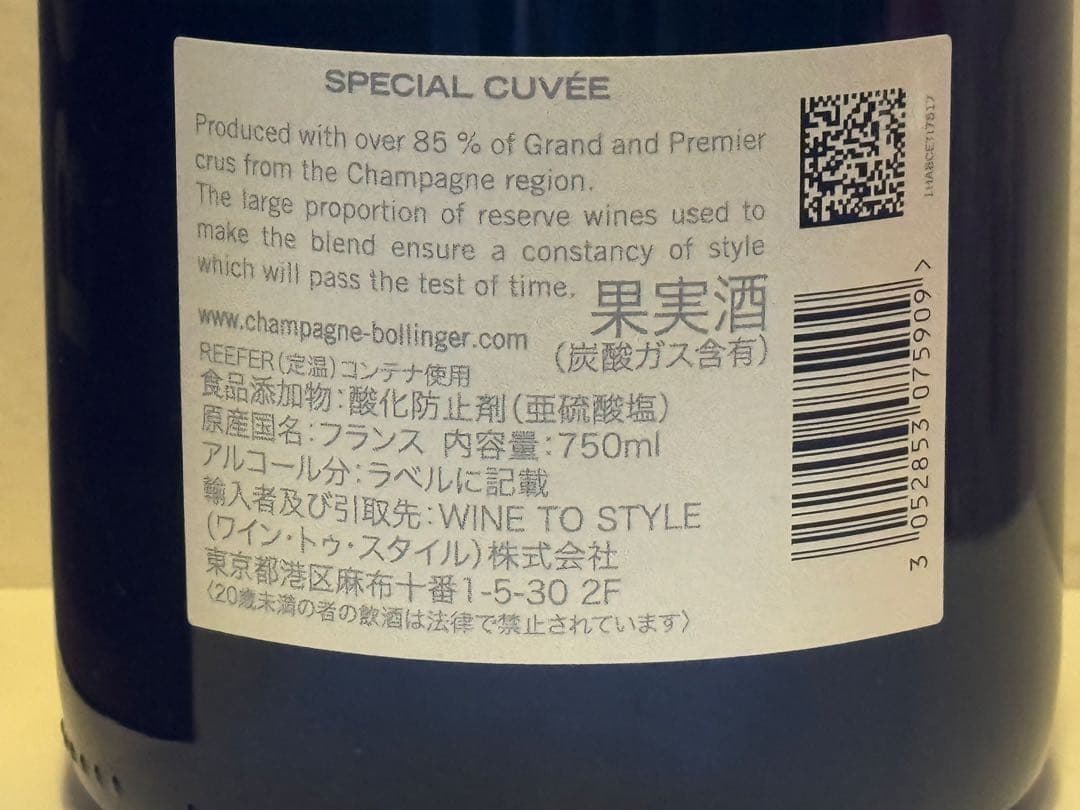 SPECIAL CUVÉE
Produced with over 85 % of Grand and Premier
crus from the Champagne region.
The large proportion of reserve wines used to
make the blend ensure a constancy of style
which will pass the test of time.
www.champagne-bollinger.com
果実酒
(炭酸ガス含有)
REEFER(定温)コンテナ使用
食品添加物:酸化防止剤(亜硫酸塩)
原産国名:フランス 内容量:750ml
アルコール分:ラベルに記載
輸入者及び引取先:WINE TO STYLE
(ワイン・トゥ・スタイル)株式会社
東京都港区麻布十番1-5-30 2F
〈20歳未満の者の飲酒は法律で禁止されています〉
3 052853 075909 >